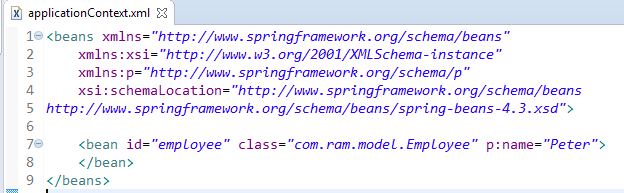 applicationContext.xml
1 <beans xmlns="http://www.springframework.org/schema/beans"
2     xmlns:xsi="http://www.w3.org/2001/XMLSchema-instance"
3     xmlns:p="http://www.springframework.org/schema/p"
4     xsi:schemaLocation="http://www.springframework.org/schema/beans
5 http://www.springframework.org/schema/beans/spring-beans-4.3.xsd">
6
7     <bean id="employee" class="com.ram.model.Employee" p:name="Peter">
8     </bean>
9 </beans>